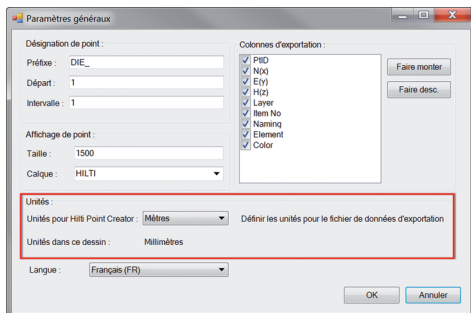 Paramètres généraux
Désignation de point :
Préfixe : DIE_
Départ : 1
Intervalle : 1
Affichage de point :
Taille : 1500
Calque : HILTI
Colonnes d'exportation :
PtID
N(x)
E(y)
H(z)
Layer
Item No
Naming
Element
Color
Faire monter
Faire desc.
Unités :
Unités pour Hilti Point Creator : Mètres
Définir les unités pour le fichier de données d'exportation
Unités dans ce dessin : Millimètres
Langue : Français (FR)
OK
Annuler